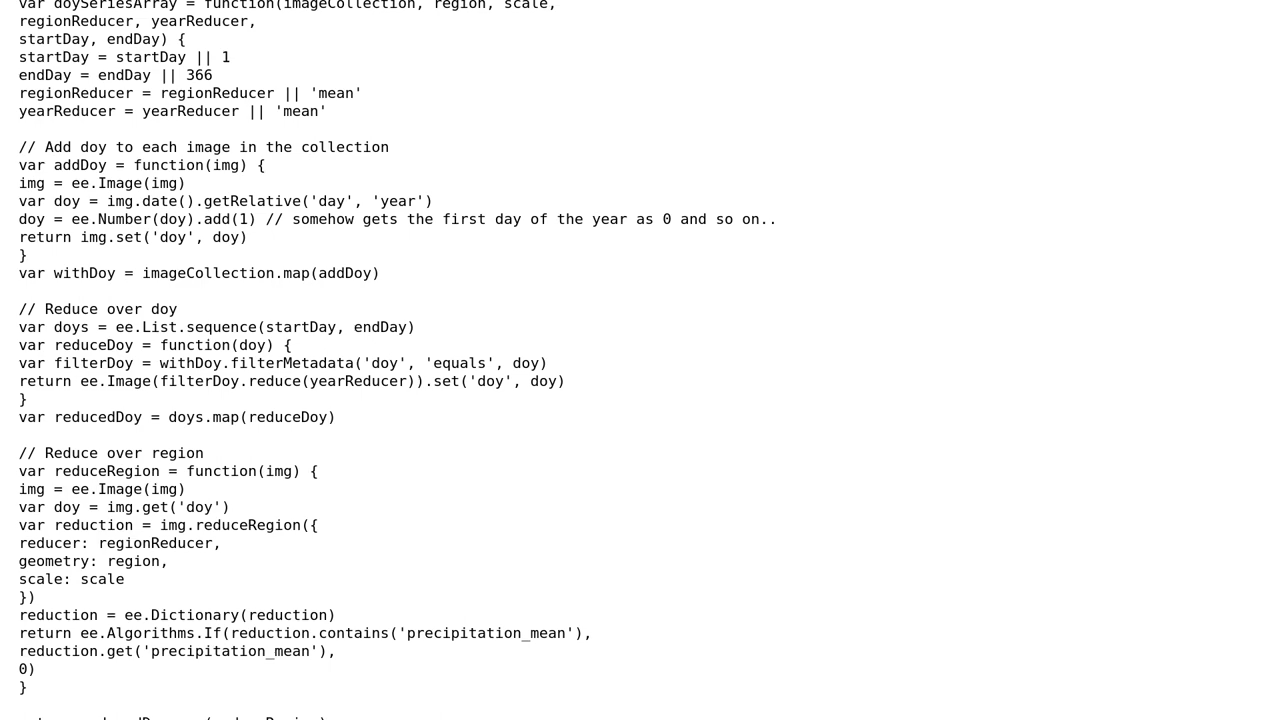 var doySeriesArray = function(imageCollection, region, scale,
regionReducer, yearReducer,
startDay, endDay) {
startDay = startDay || 1
endDay = endDay || 366
regionReducer = regionReducer || 'mean'
yearReducer = yearReducer || 'mean'
// Add doy to each image in the collection
var addDoy = function(img) {
img = ee.Image(img)
var doy = img.date().getRelative('day', 'year')
doy = ee.Number(doy).add(1) // somehow gets the first day of the year as 0 and so on..
return img.set('doy', doy)
}
var withDoy = imageCollection.map(addDoy)
// Reduce over doy
var doys = ee.List.sequence(startDay, endDay)
var reduceDoy = function(doy) {
var filterDoy = withDoy.filterMetadata('doy', 'equals', doy)
return ee.Image(filterDoy.reduce(yearReducer)).set('doy', doy)
}
var reducedDoy = doys.map(reduceDoy)
// Reduce over region
var reduceRegion = function(img) {
img = ee.Image(img)
var doy = img.get('doy')
var reduction = img.reduceRegion({
reducer: regionReducer,
geometry: region,
scale: scale
})
reduction = ee.Dictionary(reduction)
return ee.Algorithms.If(reduction.contains('precipitation_mean'),
reduction.get('precipitation_mean'),
0)
}